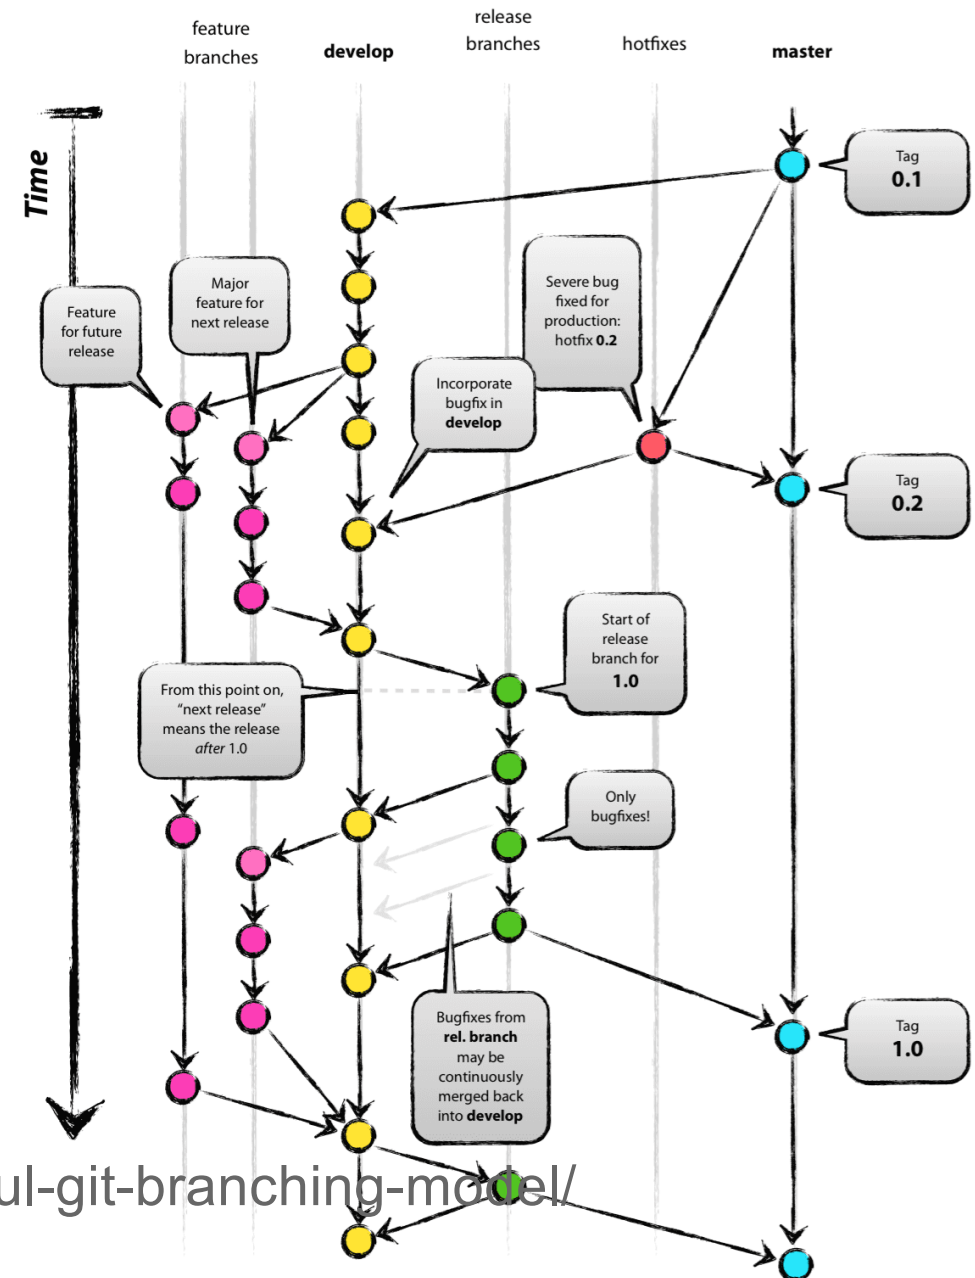 feature
branches
develop
release
branches
hotfixes
master
Time
Tag
0.1
Major
feature for
next release
Feature
for future
release
Severe bug
fixed for
production:
hotfix 0.2
Incorporate
bugfix in
develop
Tag
0.2
Start of
release
branch for
1.0
From this point on,
“next release”
means the release
after 1.0
Only
bugfixes!
Bugfixes from
rel. branch
may be
continuously
merged back
into develop
Tag
1.0
ul-git-branching-model/